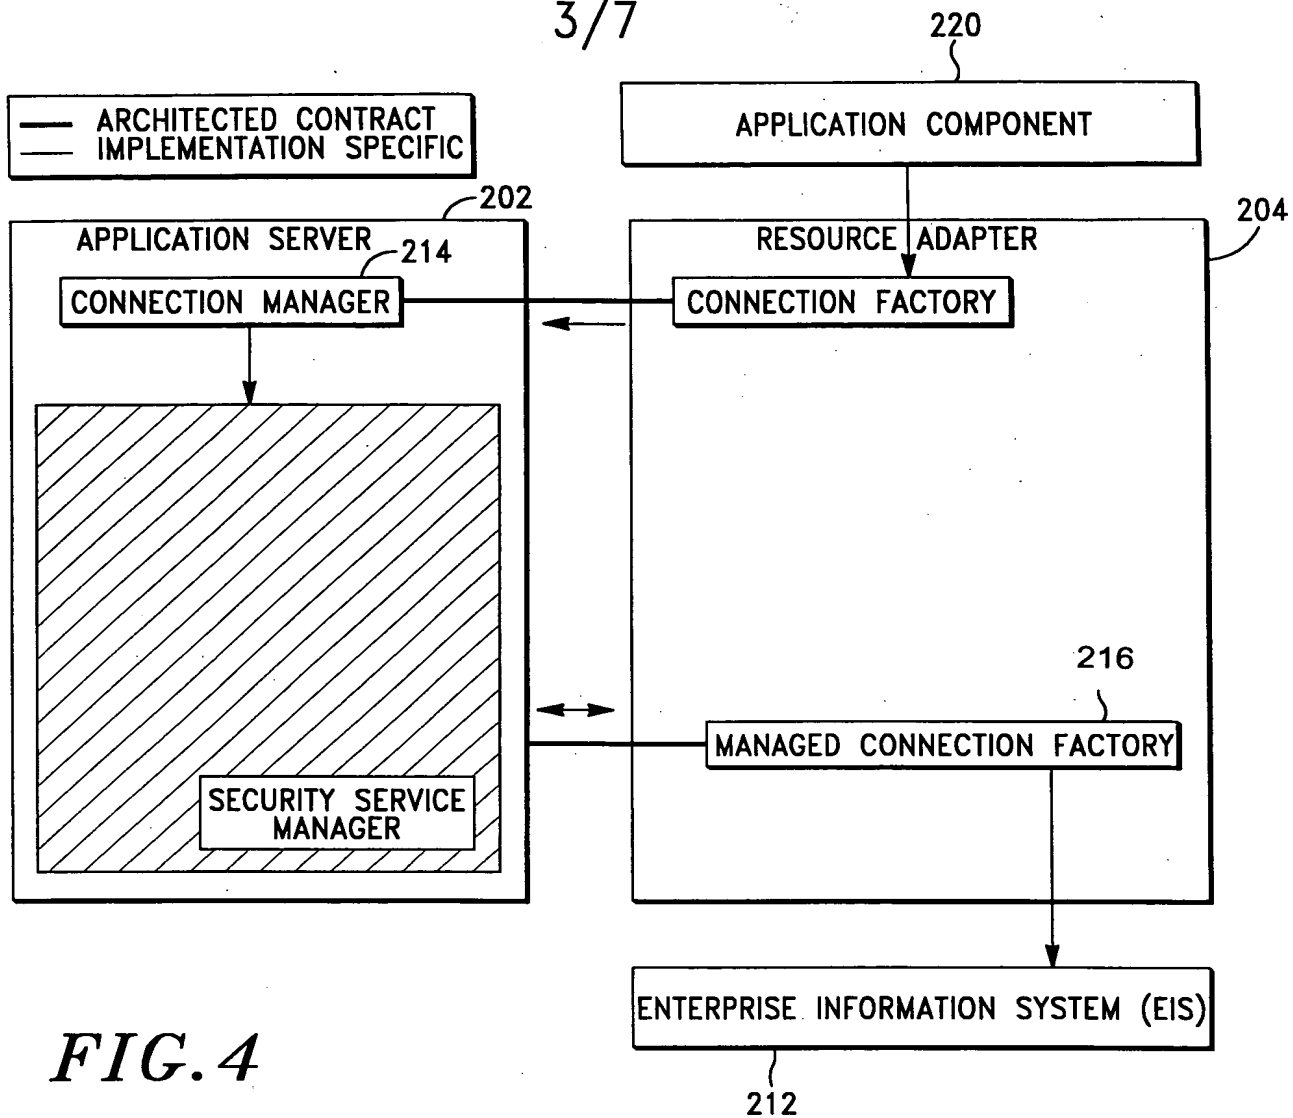 3/7
220
ARCHITECTED CONTRACT
IMPLEMENTATION SPECIFIC
APPLICATION COMPONENT
202
204
APPLICATION SERVER
RESOURCE ADAPTER
214
CONNECTION MANAGER
CONNECTION FACTORY
216
MANAGED CONNECTION FACTORY
SECURITY SERVICE
MANAGER
ENTERPRISE INFORMATION SYSTEM (EIS)
FIG. 4
212